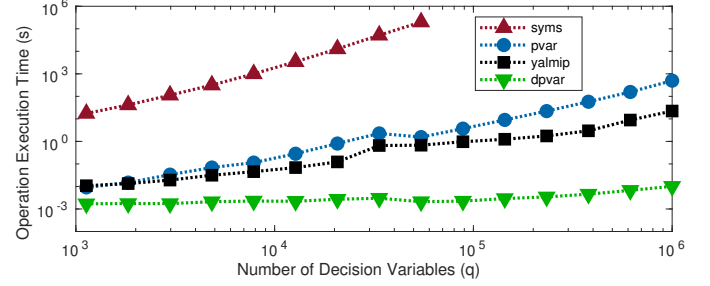 10^6
10^3
10^0
10^-3
Operation Execution Time (s)
syms
pvar
yalmip
dpvar
10^3
10^4
10^5
10^6
Number of Decision Variables (q)